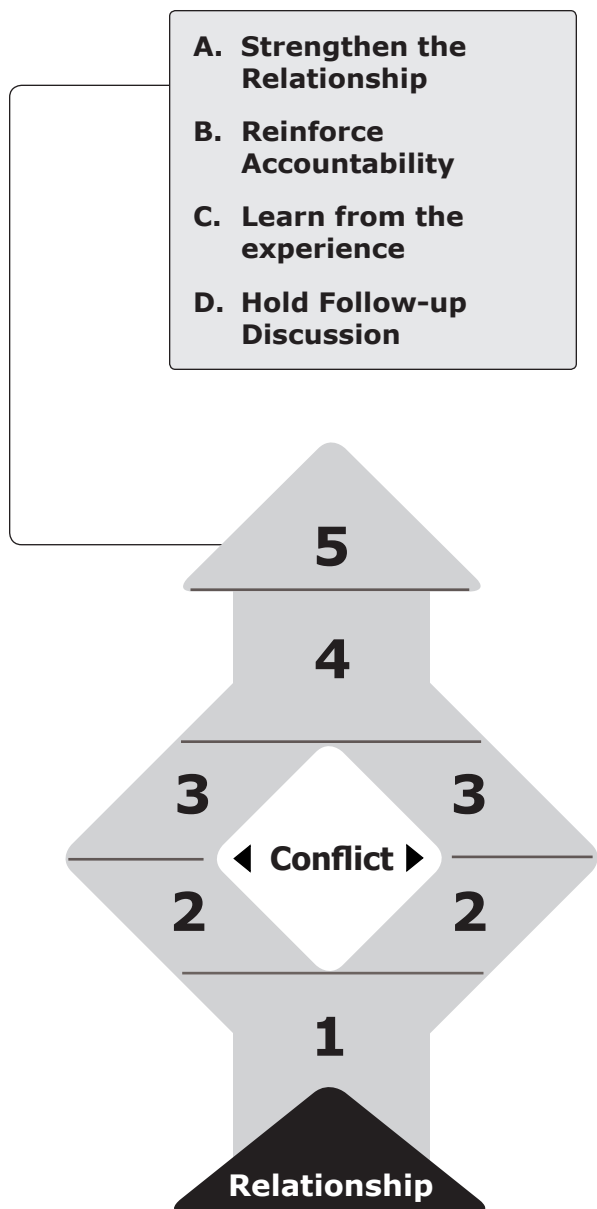 A. Strengthen the
Relationship
B. Reinforce
Accountability
C. Learn from the
experience
D. Hold Follow-up
Discussion
5
4
3 3
Conflict
2 2
1
Relationship